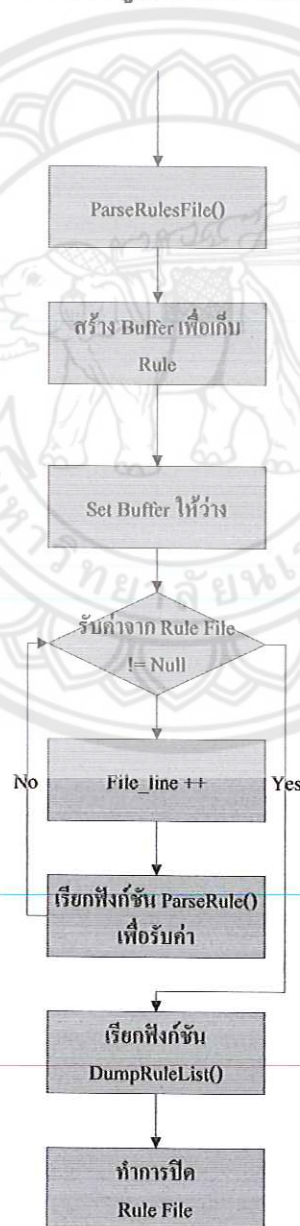 ParseRulesFile()
สร้าง Buffer เพื่อเก็บ
Rule
Set Buffer ให้ว่าง
รับค่าจาก Rule File
!= Null
No
File_line ++
Yes
เรียกฟังก์ชัน ParseRule()
เพื่อรับค่า
เรียกฟังก์ชัน
DumpRuleList()
ทำการปิด
Rule File